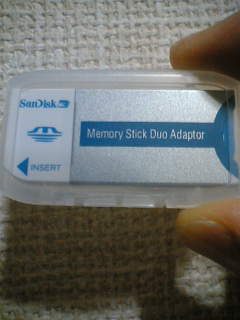 SanDisk
Memory Stick Duo Adaptor
INSERT